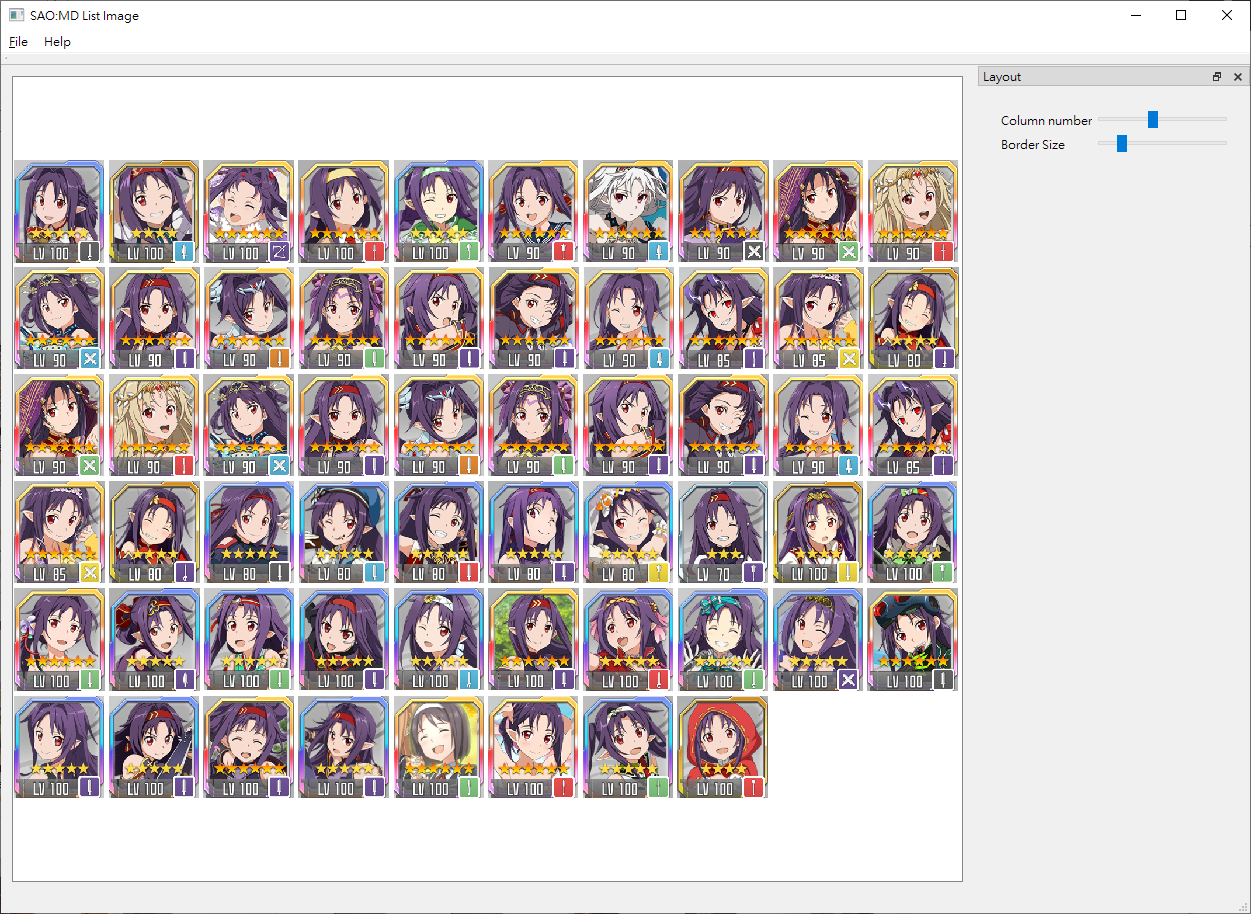 SAO:MD List Image
File Help
Layout
Column number
Border Size
LV 100 LV 100 LV 100 LV 100 LV 100 LV 90 LV 90 LV 90 LV 90 LV 90
LV 90 LV 90 LV 90 LV 90 LV 90 LV 90 LV 90 LV 85 LV 85 LV 80
LV 90 LV 90 LV 90 LV 90 LV 90 LV 90 LV 90 LV 90 LV 90 LV 85
LV 85 LV 80 LV 80 LV 80 LV 80 LV 80 LV 80 LV 70 LV 100 LV 100
LV 100 LV 100 LV 100 LV 100 LV 100 LV 100 LV 100 LV 100 LV 100 LV 100
LV 100 LV 100 LV 100 LV 100 LV 100 LV 100 LV 100 LV 100